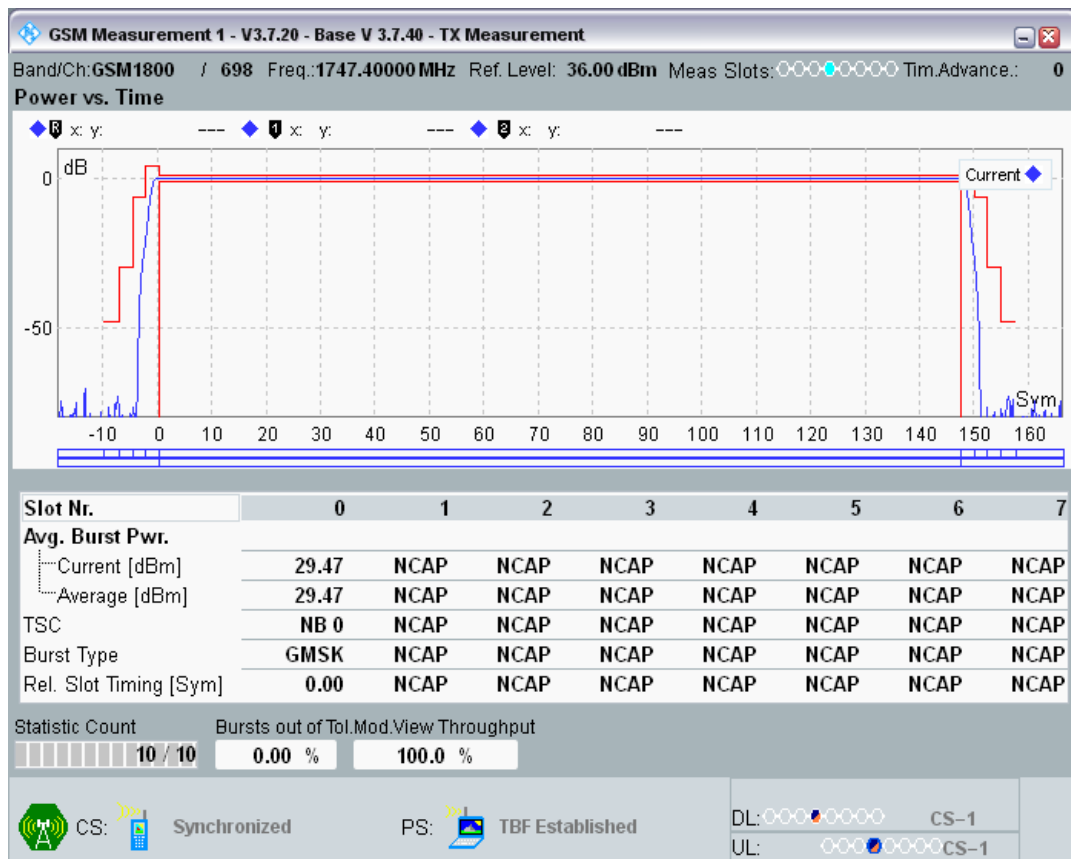 GSM Measurement 1 - V3.7.20 - Base V 3.7.40 - TX Measurement
Band/Ch:GSM1800 / 698 Freq.:1747.40000 MHz Ref. Level: 36.00 dBm Meas Slots: Tim.Advance.: 0
Power vs. Time
R x: y: --- 1 x: y: --- 2 x: y: ---
dB
Current
0
-50
Sym
-10 0 10 20 30 40 50 60 70 80 90 100 110 120 130 140 150 160
Slot Nr. 0 1 2 3 4 5 6 7
Avg. Burst Pwr.
Current [dBm] 29.47 NCAP NCAP NCAP NCAP NCAP NCAP NCAP
Average [dBm] 29.47 NCAP NCAP NCAP NCAP NCAP NCAP NCAP
TSC NB 0 NCAP NCAP NCAP NCAP NCAP NCAP NCAP
Burst Type GMSK NCAP NCAP NCAP NCAP NCAP NCAP NCAP
Rel. Slot Timing [Sym] 0.00 NCAP NCAP NCAP NCAP NCAP NCAP NCAP
Statistic Count Bursts out of Tol.Mod.View Throughput
10 / 10 0.00 % 100.0 %
CS: Synchronized PS: TBF Established
DL: CS-1
UL: CS-1